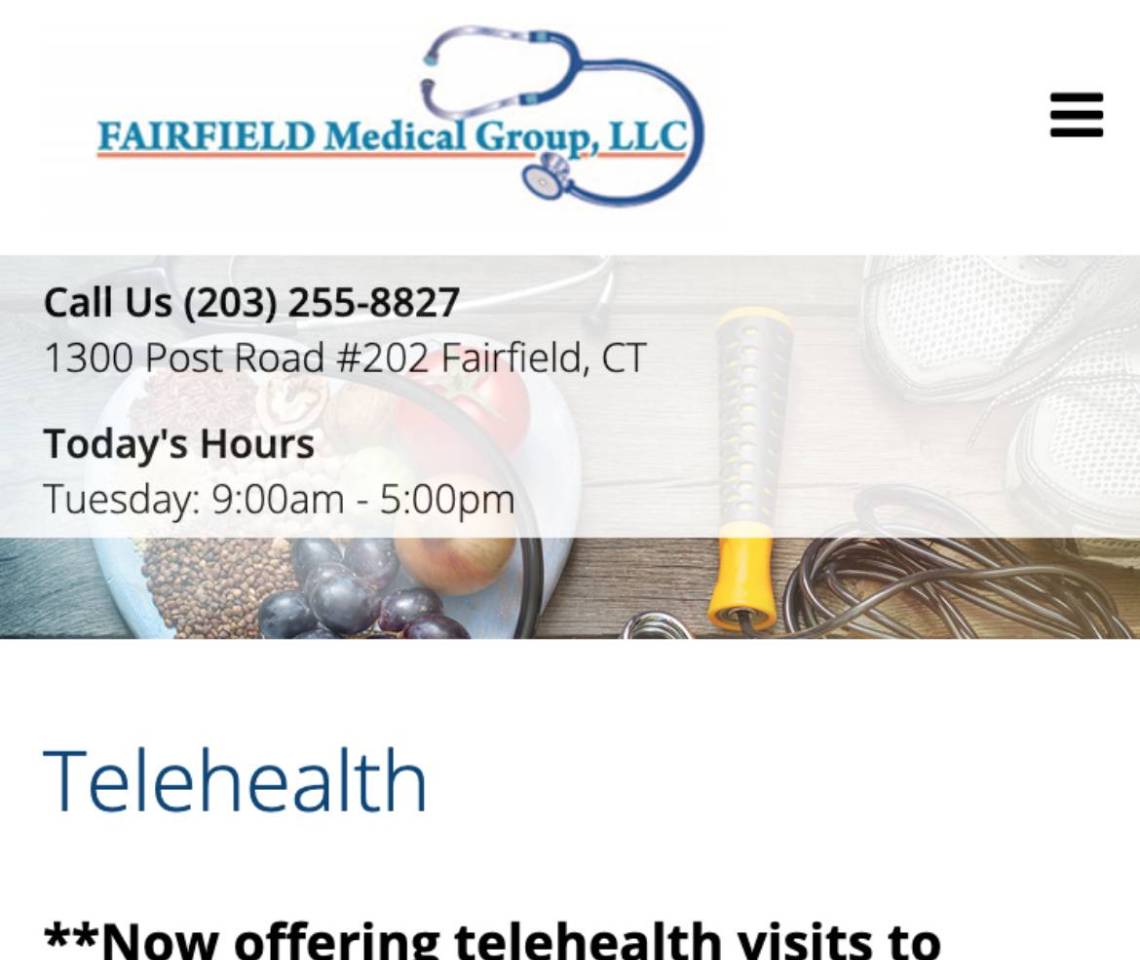 FAIRFIELD Medical Group, LLC
Call Us (203) 255-8827
1300 Post Road #202 Fairfield, CT
Today's Hours
Tuesday: 9:00am - 5:00pm
Telehealth
**Now offering telehealth visits to